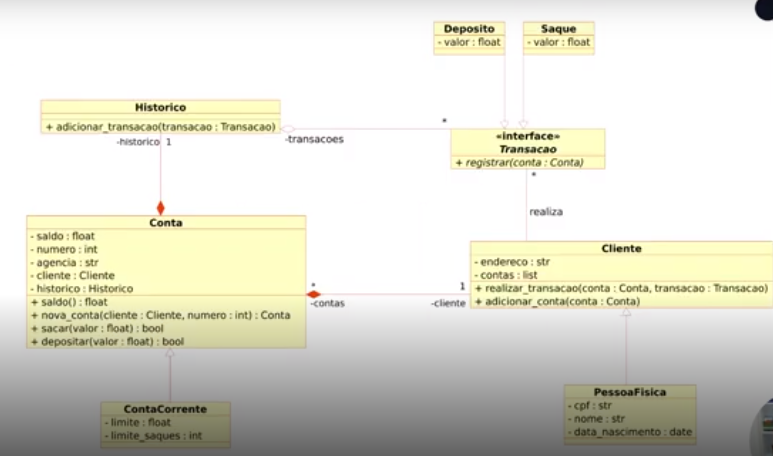 Deposito
- valor : float
Saque
- valor : float
Historico
+ adicionar_transacao(transacao : Transacao)
-historico 1
-transacoes
*
«interface»
Transacao
+ registrar(conta : Conta)
*
realiza
Conta
- saldo : float
- numero : int
- agencia : str
- cliente : Cliente
- historico : Historico
+ saldo() : float
+ nova_conta(cliente : Cliente, numero : int) : Conta
+ sacar(valor : float) : bool
+ depositar(valor : float) : bool
*
-contas
1
-cliente
Cliente
- endereco : str
- contas : list
+ realizar_transacao(conta : Conta, transacao : Transacao)
+ adicionar_conta(conta : Conta)
ContaCorrente
- limite : float
- limite_saques : int
PessoaFisica
- cpf : str
- nome : str
- data_nascimento : date